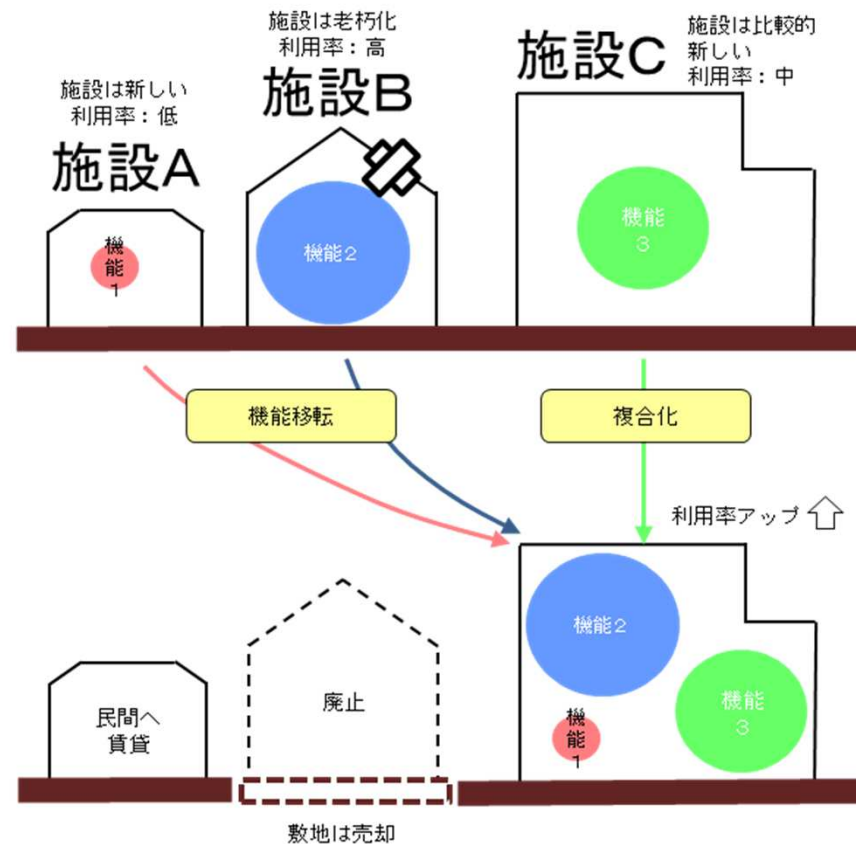 施設は新しい
利用率：低
施設A
機能1
施設は老朽化
利用率：高
施設B
機能2
施設C
施設は比較的
新しい
利用率：中
機能
3
機能移転
複合化
利用率アップ
民間へ
賃貸
廃止
敷地は売却
機能2
機能
3
機能1